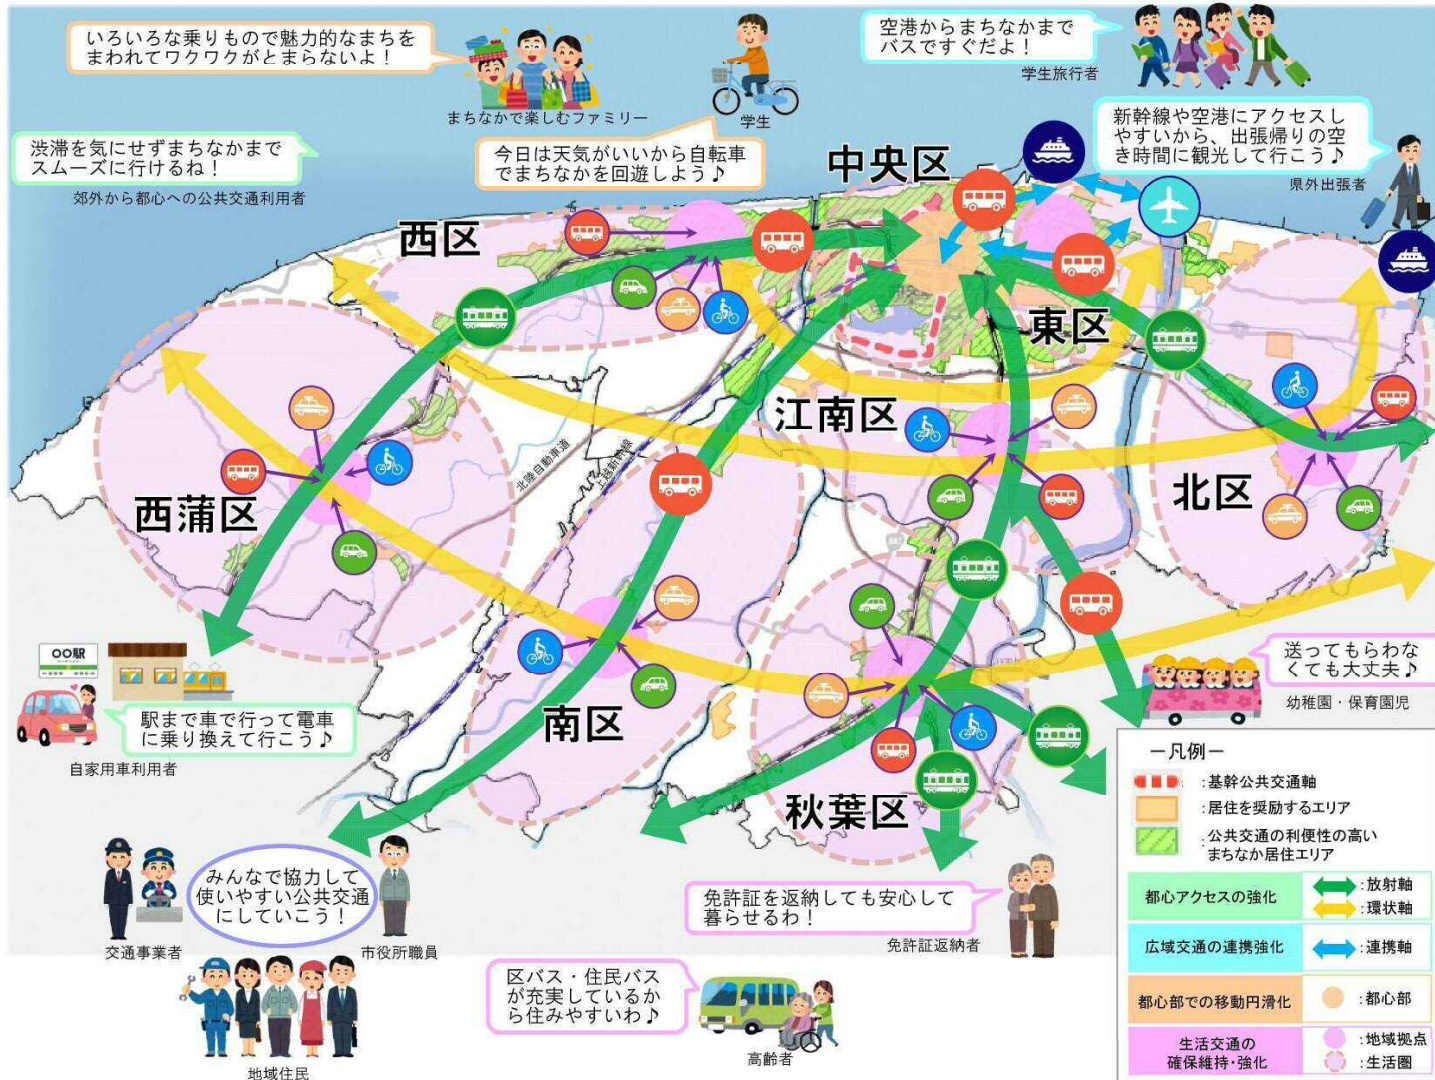 いろいろな乗りもので魅力的なまちを
まわれてワクワクがとまらないよ！
まちなかで楽しむファミリー
学生
空港からまちなかまで
バスですぐだよ！
学生旅行者
渋滞を気にせずまちなかまで
スムーズに行けるね！
郊外から都心への公共交通利用者
今日は天気がいいから自転車
でまちなかを回遊しよう♪
新幹線や空港にアクセスし
やすいから、出張帰りの空
き時間に観光して行こう♪
県外出張者
中央区
西区
東区
江南区
北区
西蒲区
北陸自動車道
上越新幹線
南区
秋葉区
〇〇駅
駅まで車で行って電車
に乗り換えて行こう♪
自家用車利用者
送ってもらわな
くても大丈夫♪
幼稚園・保育園児
みんなで協力して
使いやすい公共交通
にしていこう！
交通事業者
市役所職員
地域住民
免許証を返納しても安心して
暮らせるわ！
免許証返納者
区バス・住民バス
が充実しているか
ら住みやすいわ♪
高齢者
－凡例－
：基幹公共交通軸
：居住を奨励するエリア
：公共交通の利便性の高い
まちなか居住エリア
都心アクセスの強化
：放射軸
：環状軸
広域交通の連携強化
：連携軸
都心部での移動円滑化
：都心部
生活交通の
確保維持・強化
：地域拠点
：生活圏